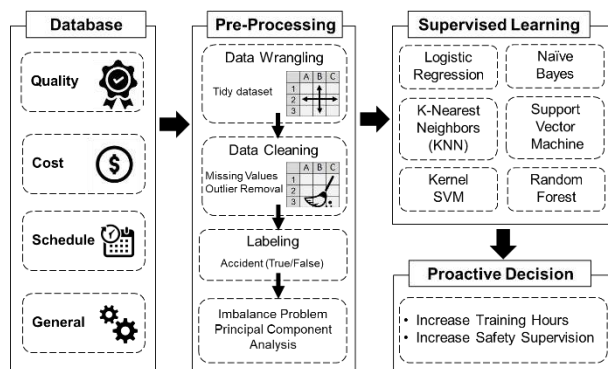 Database
Quality
Cost
Schedule
General
Pre-Processing
Data Wrangling
Tidy dataset
A B C
1
2
3
Data Cleaning
Missing Values
Outlier Removal
A B C
1
2
3
Labeling
Accident (True/False)
Imbalance Problem
Principal Component
Analysis
Supervised Learning
Logistic
Regression
Naïve
Bayes
K-Nearest
Neighbors
(KNN)
Support
Vector
Machine
Kernel
SVM
Random
Forest
Proactive Decision
• Increase Training Hours
• Increase Safety Supervision